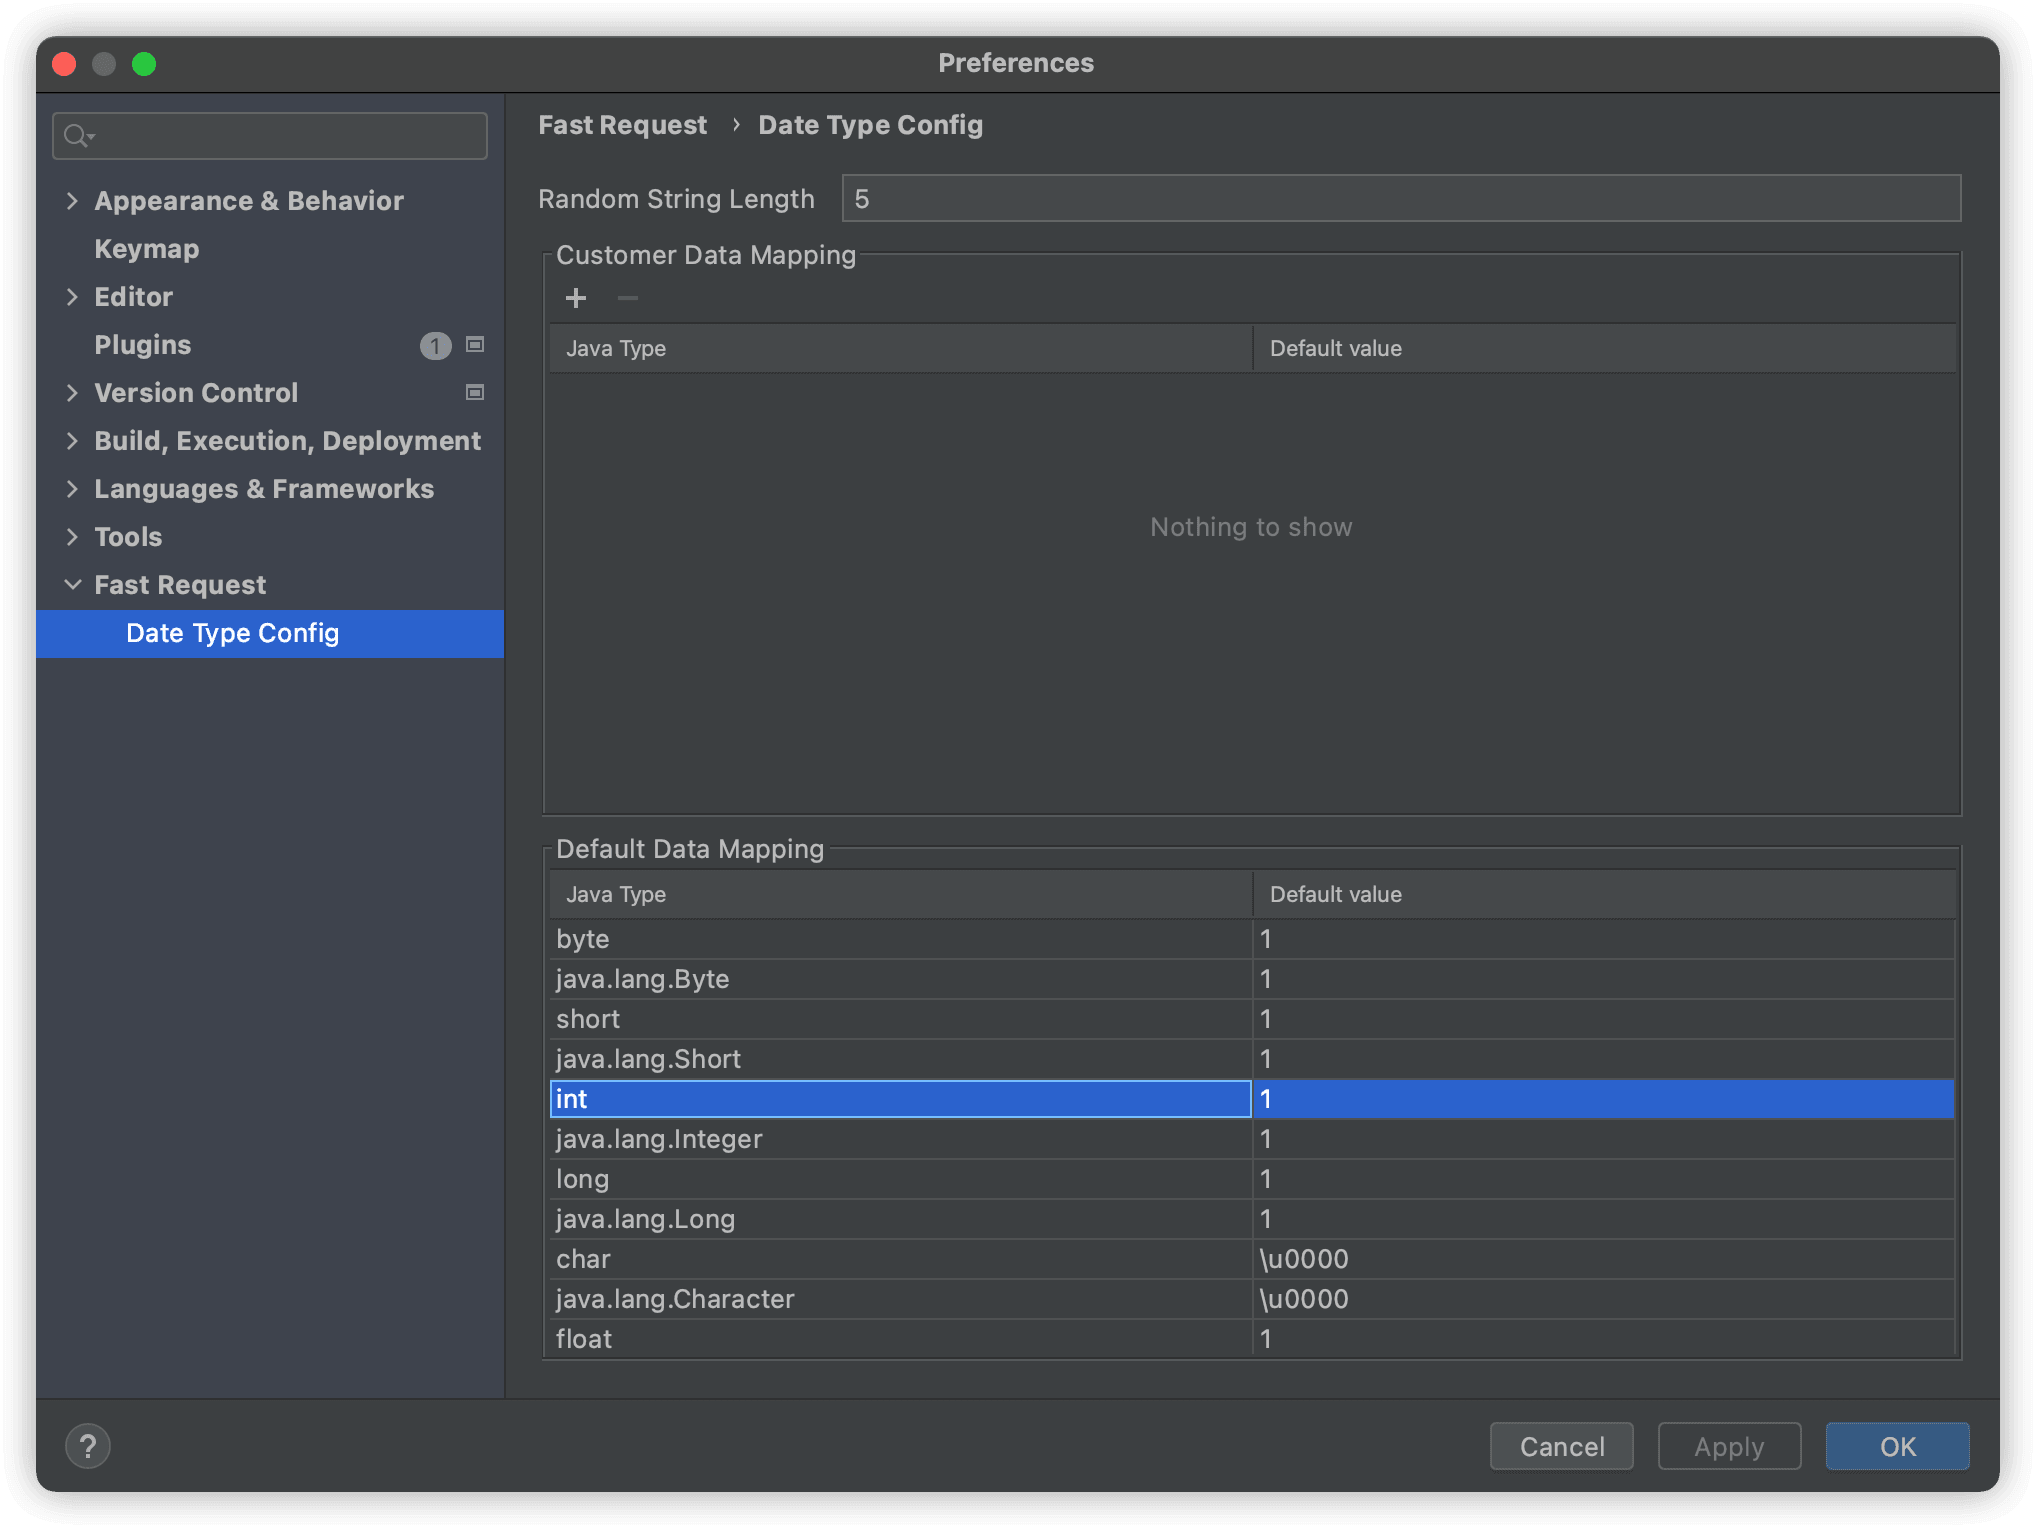 Preferences
Appearance & Behavior
Keymap
Editor
Plugins 1
Version Control
Build, Execution, Deployment
Languages & Frameworks
Tools
Fast Request
Date Type Config
Fast Request › Date Type Config
Random String Length 5
Customer Data Mapping
Java Type Default value
Nothing to show
Default Data Mapping
Java Type Default value
byte 1
java.lang.Byte 1
short 1
java.lang.Short 1
int 1
java.lang.Integer 1
long 1
java.lang.Long 1
char \u0000
java.lang.Character \u0000
float 1
? Cancel Apply OK